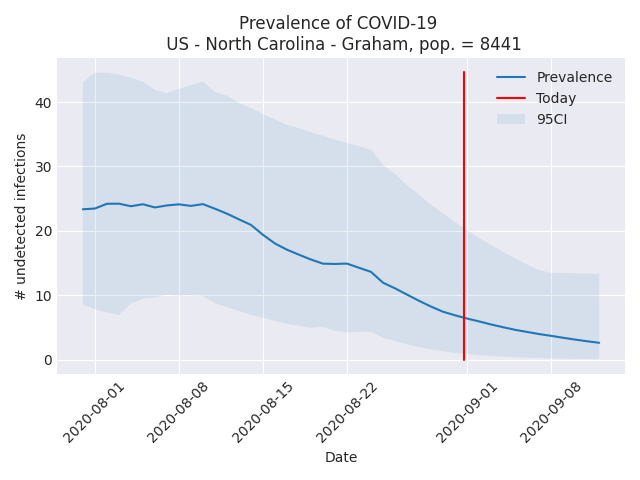 Prevalence of COVID-19
US - North Carolina - Graham, pop. = 8441
Prevalence
Today
95CI
# undetected infections
40
30
20
10
0
2020-08-01
2020-08-08
2020-08-15
2020-08-22
2020-09-01
2020-09-08
Date